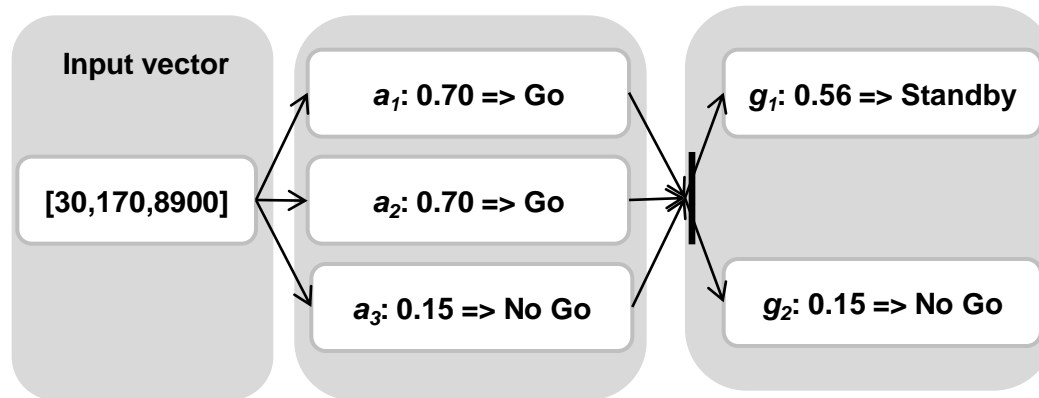 Input vector
[30,170,8900]
a1: 0.70 => Go
a2: 0.70 => Go
a3: 0.15 => No Go
g1: 0.56 => Standby
g2: 0.15 => No Go